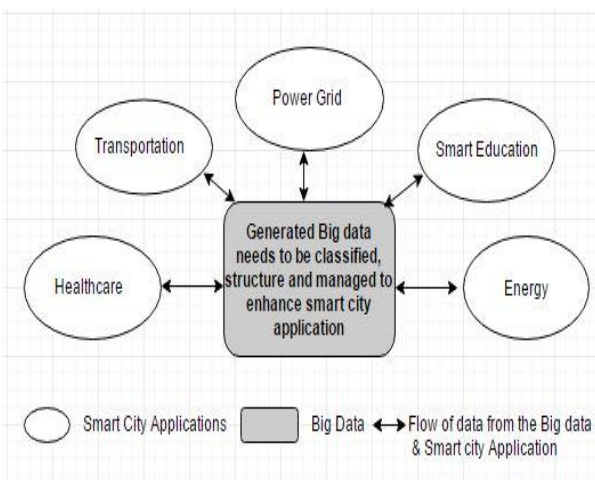 Power Grid
Transportation
Smart Education
Healthcare
Generated Big data
needs to be classified,
structure and managed to
enhance smart city
application
Energy
Smart City Applications
Big Data
Flow of data from the Big data
& Smart city Application